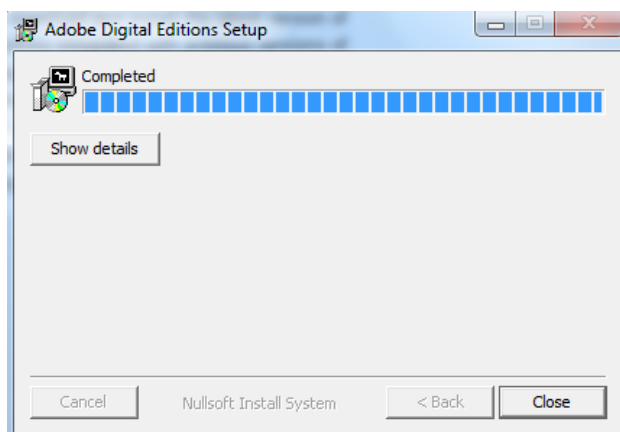 Adobe Digital Editions Setup
Completed
Show details
Cancel
Nullsoft Install System
< Back
Close